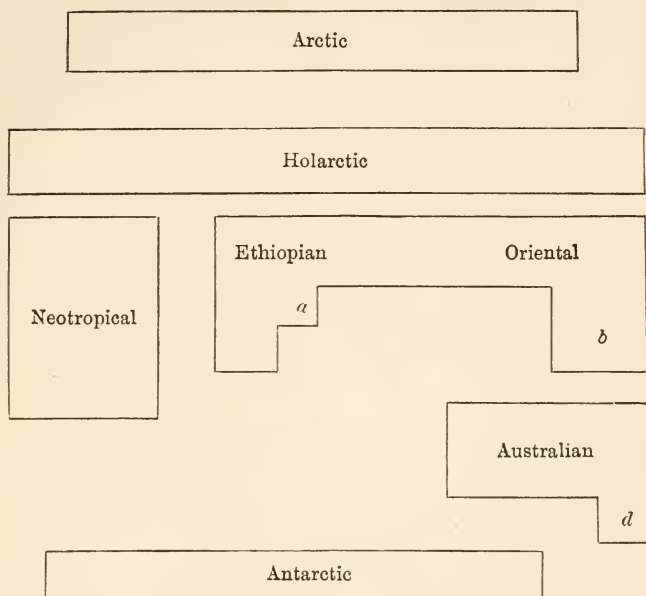 Arctic
Holarctic
Ethiopian Oriental
a
Neotropical
b
Australian
d
Antarctic